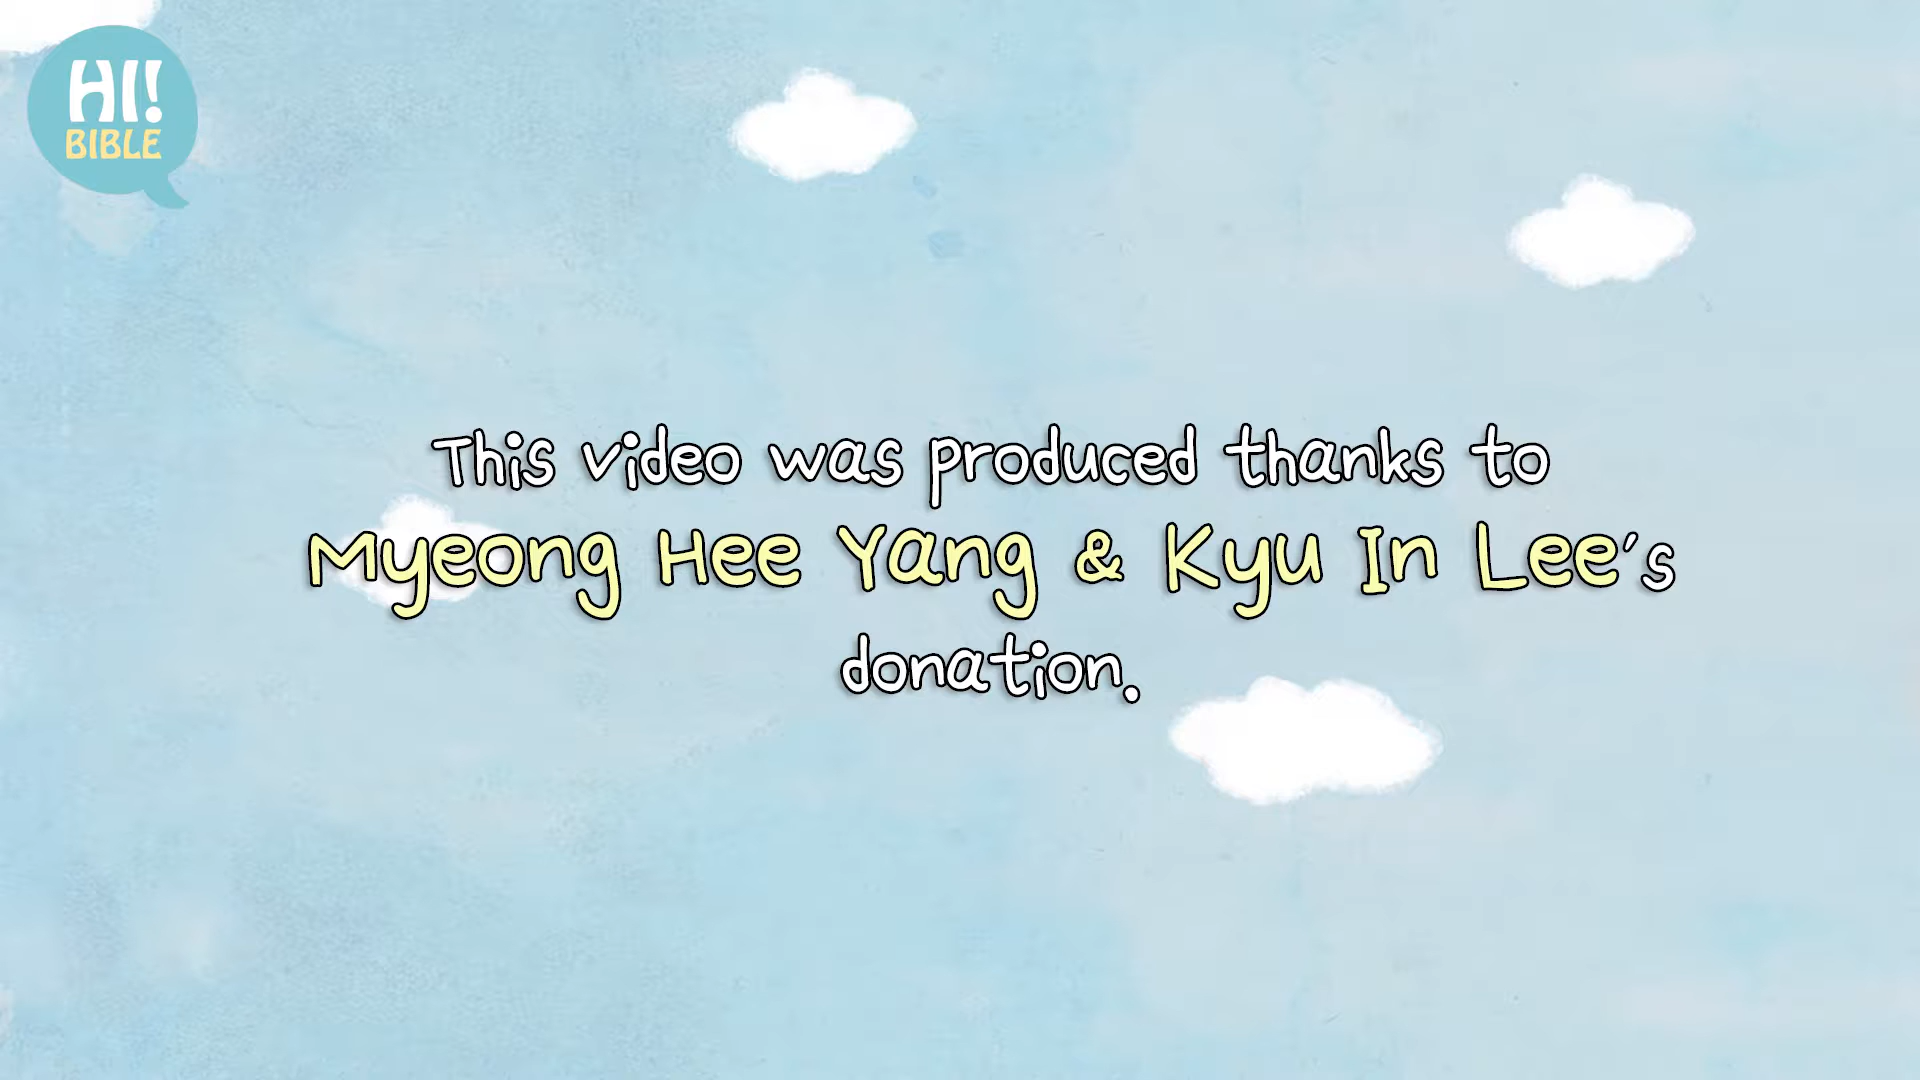 HI!
BIBLE
This video was produced thanks to
Myeong Hee Yang & Kyu In Lee's
donation.